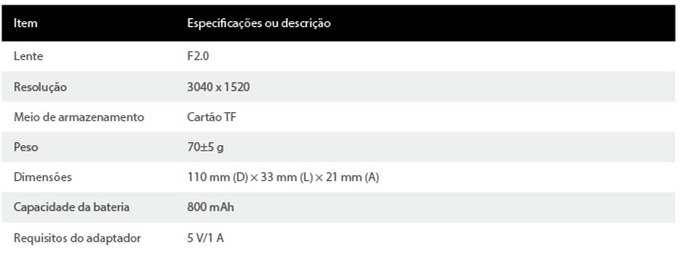 Item Especificações ou descrição
Lente F2.0
Resolução 3040 x 1520
Meio de armazenamento Cartão TF
Peso 70±5 g
Dimensões 110 mm (D) × 33 mm (L) × 21 mm (A)
Capacidade da bateria 800 mAh
Requisitos do adaptador 5 V/1 A